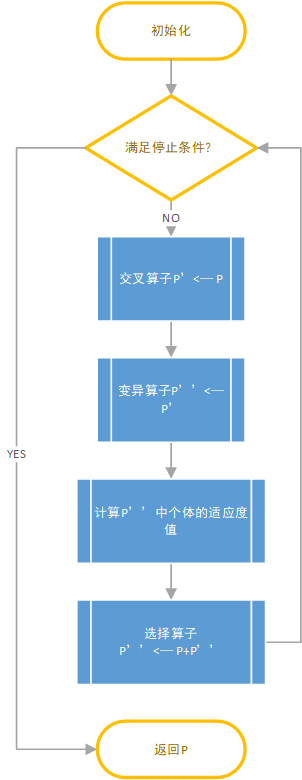 初始化
满足停止条件?
NO
交叉算子P’ <— P
变异算子P’’ <—
P’
YES
计算P’’ 中个体的适应度
值
选择算子
P’’ <— P+P’’
返回P